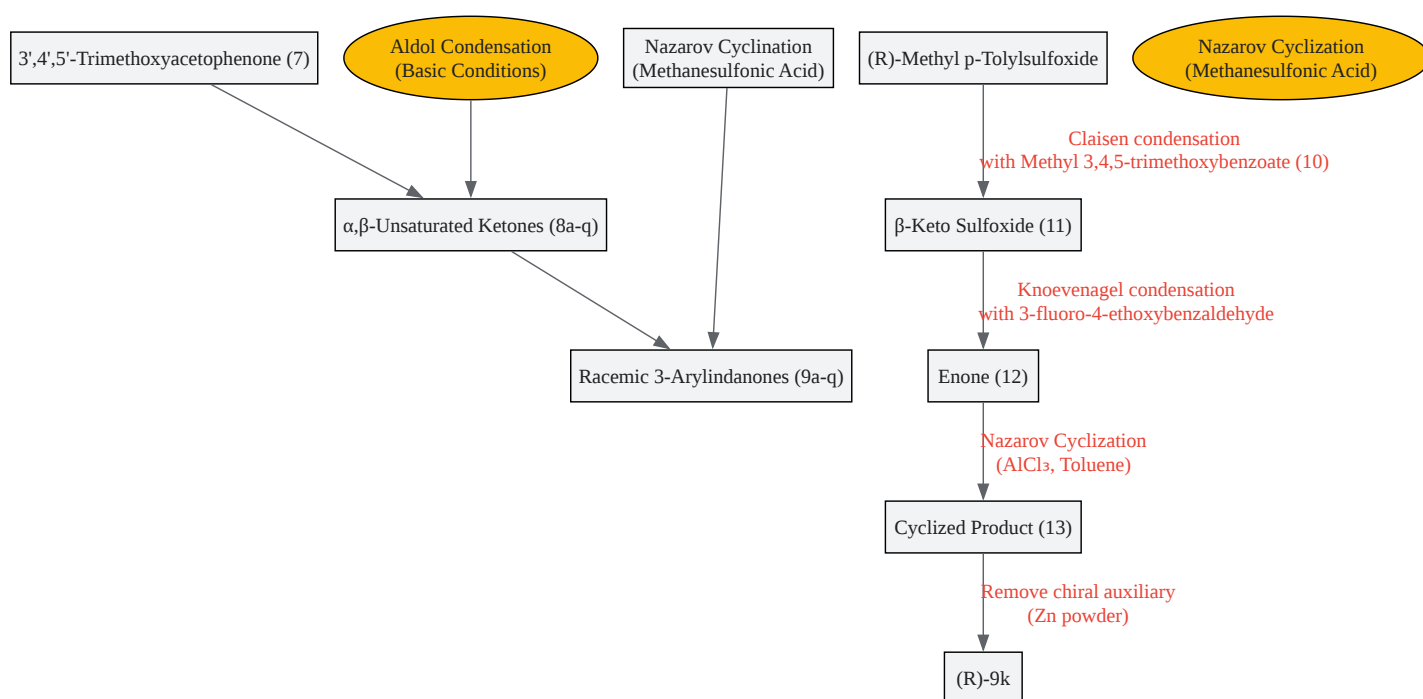 3',4',5'-Trimethoxyacetophenone (7)
Aldol Condensation
(Basic Conditions)
Nazarov Cyclination
(Methanesulfonic Acid)
(R)-Methyl p-Tolylsulfoxide
Nazarov Cyclization
(Methanesulfonic Acid)
Claisen condensation
with Methyl 3,4,5-trimethoxybenzoate (10)
α,β-Unsaturated Ketones (8a-q)
β-Keto Sulfoxide (11)
Knoevenagel condensation
with 3-fluoro-4-ethoxybenzaldehyde
Racemic 3-Arylindanones (9a-q)
Enone (12)
Nazarov Cyclization
(AlCl₃, Toluene)
Cyclized Product (13)
Remove chiral auxiliary
(Zn powder)
(R)-9k